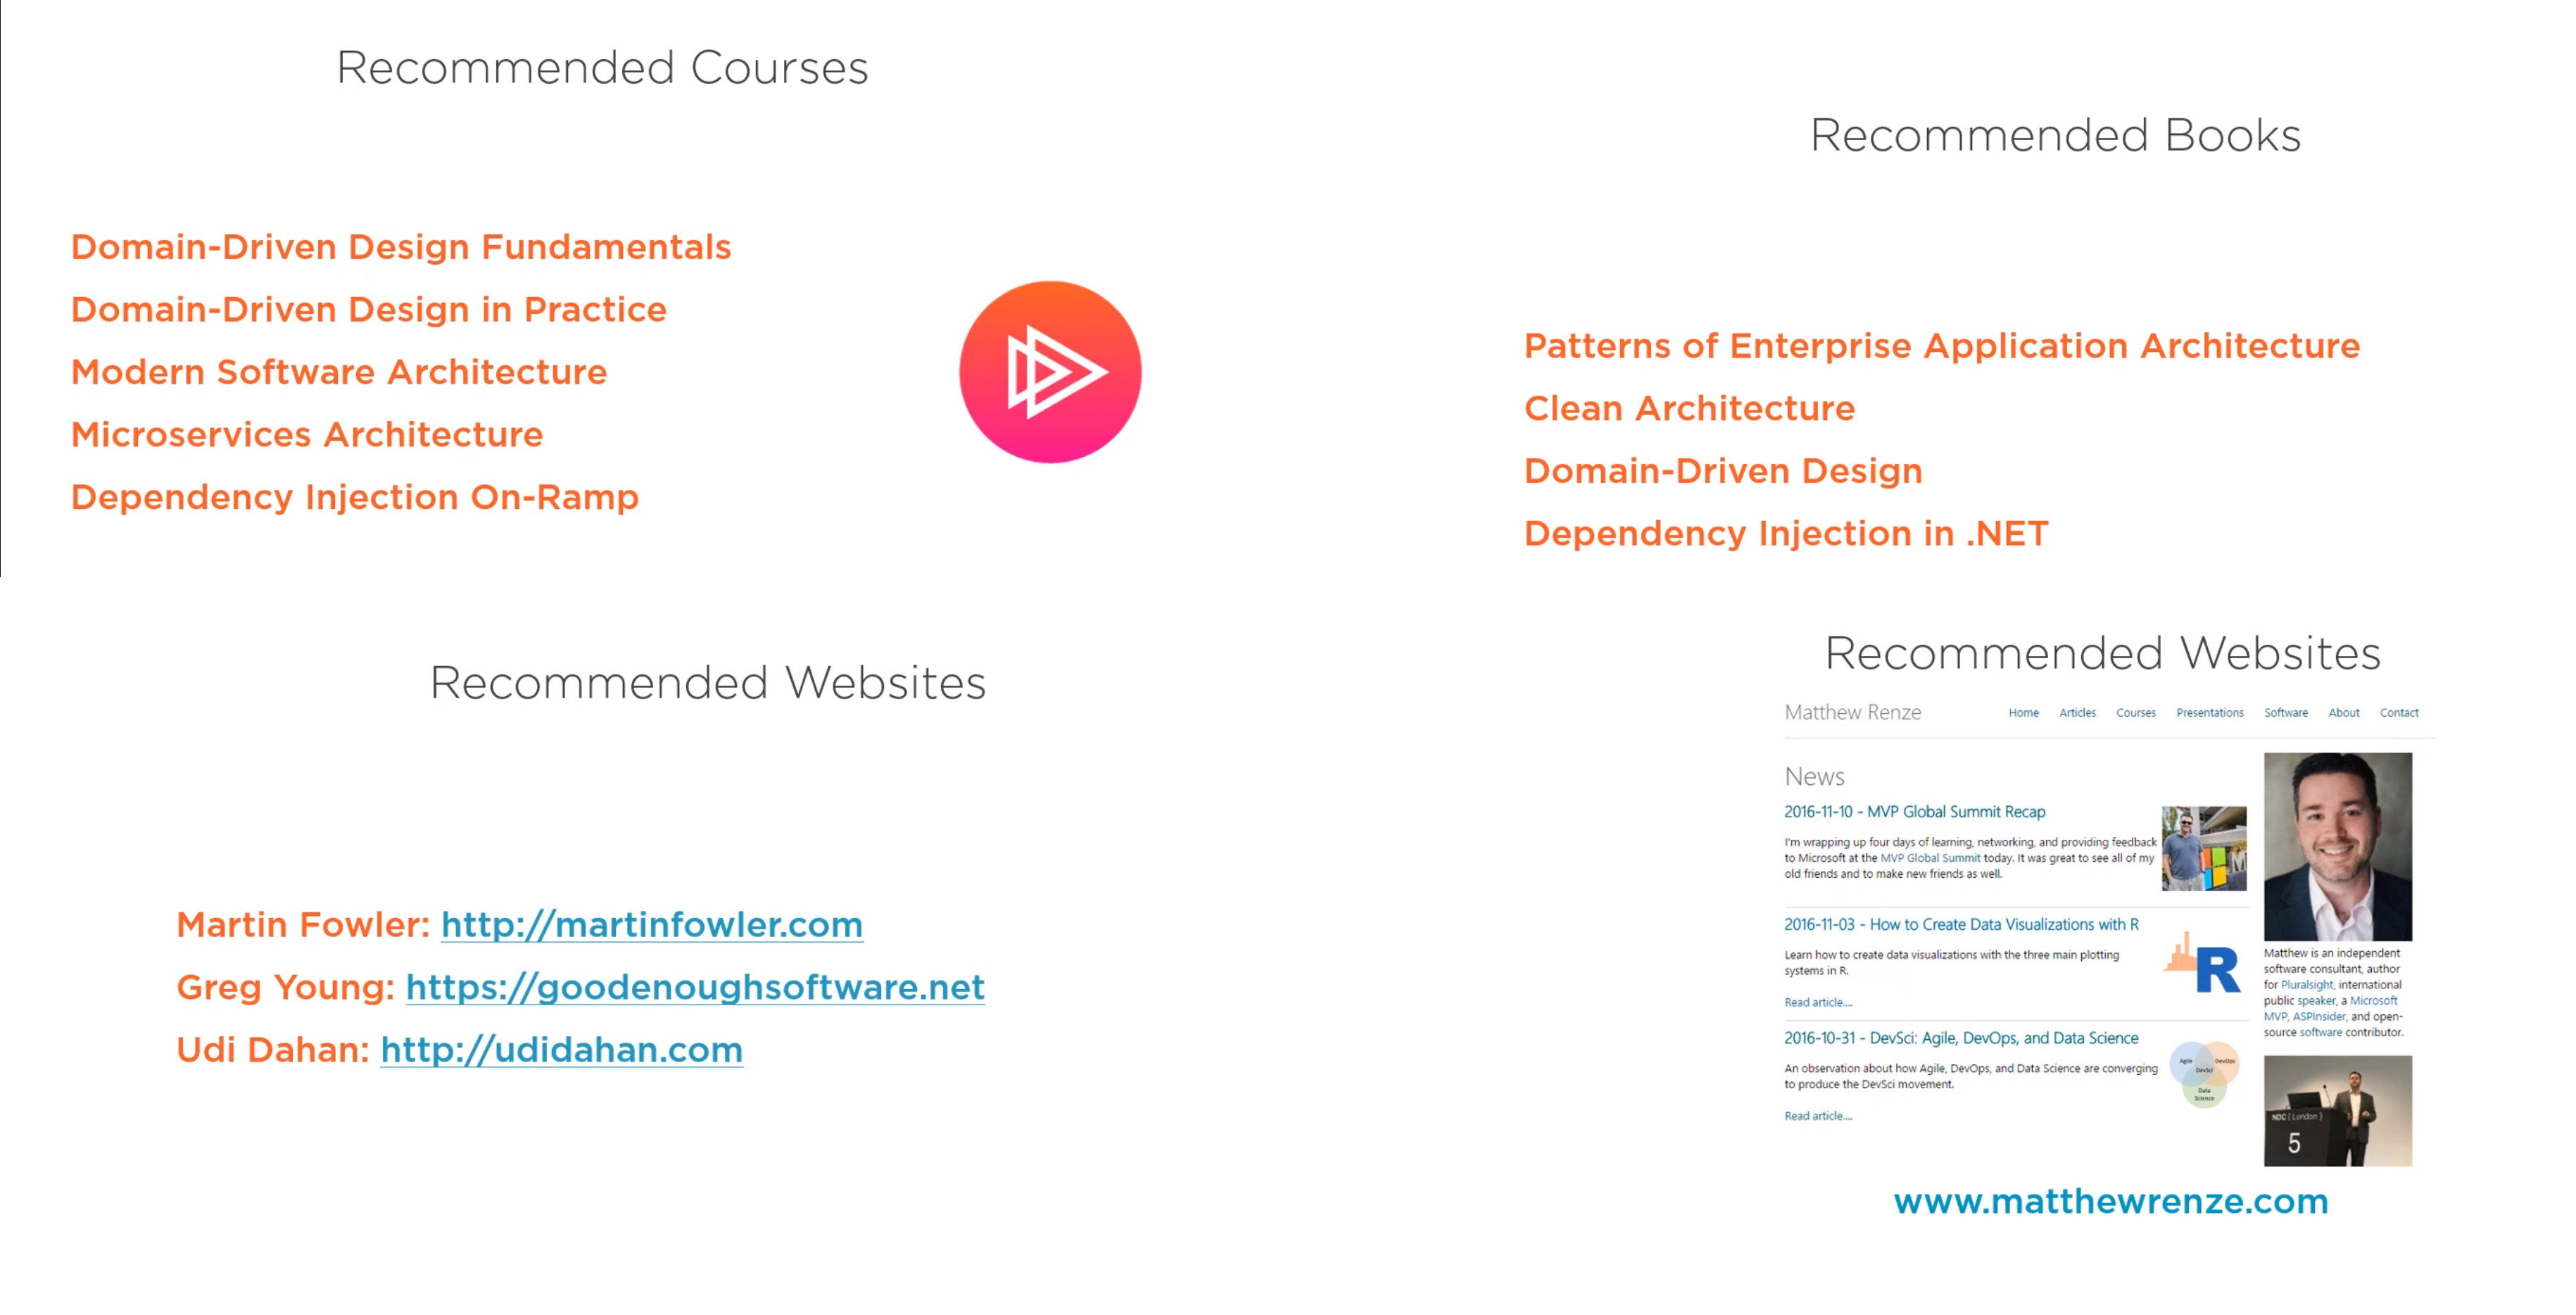 Recommended Courses
Domain-Driven Design Fundamentals
Domain-Driven Design in Practice
Modern Software Architecture
Microservices Architecture
Dependency Injection On-Ramp
Recommended Books
Patterns of Enterprise Application Architecture
Clean Architecture
Domain-Driven Design
Dependency Injection in .NET
Recommended Websites
Martin Fowler: http://martinfowler.com
Greg Young: https://goodenoughsoftware.net
Udi Dahan: http://udidahan.com
Recommended Websites
Matthew Renze Home Articles Courses Presentations Software About Contact
News
2016-11-10 - MVP Global Summit Recap
I'm wrapping up four days of learning, networking, and providing feedback
to Microsoft at the MVP Global Summit today. It was great to see all of my
old friends and to make new friends as well.
2016-11-03 - How to Create Data Visualizations with R
Learn how to create data visualizations with the three main plotting
systems in R.
Read article....
R
2016-10-31 - DevSci: Agile, DevOps, and Data Science
An observation about how Agile, DevOps, and Data Science are converging
to produce the DevSci movement.
Read article....
Agile DevOps
DevSci
Data
Science
Matthew is an independent
software consultant, author
for Pluralsight, international
public speaker, a Microsoft
MVP, ASPInsider, and open-
source software contributor.
NDC { London }
5
www.matthewrenze.com